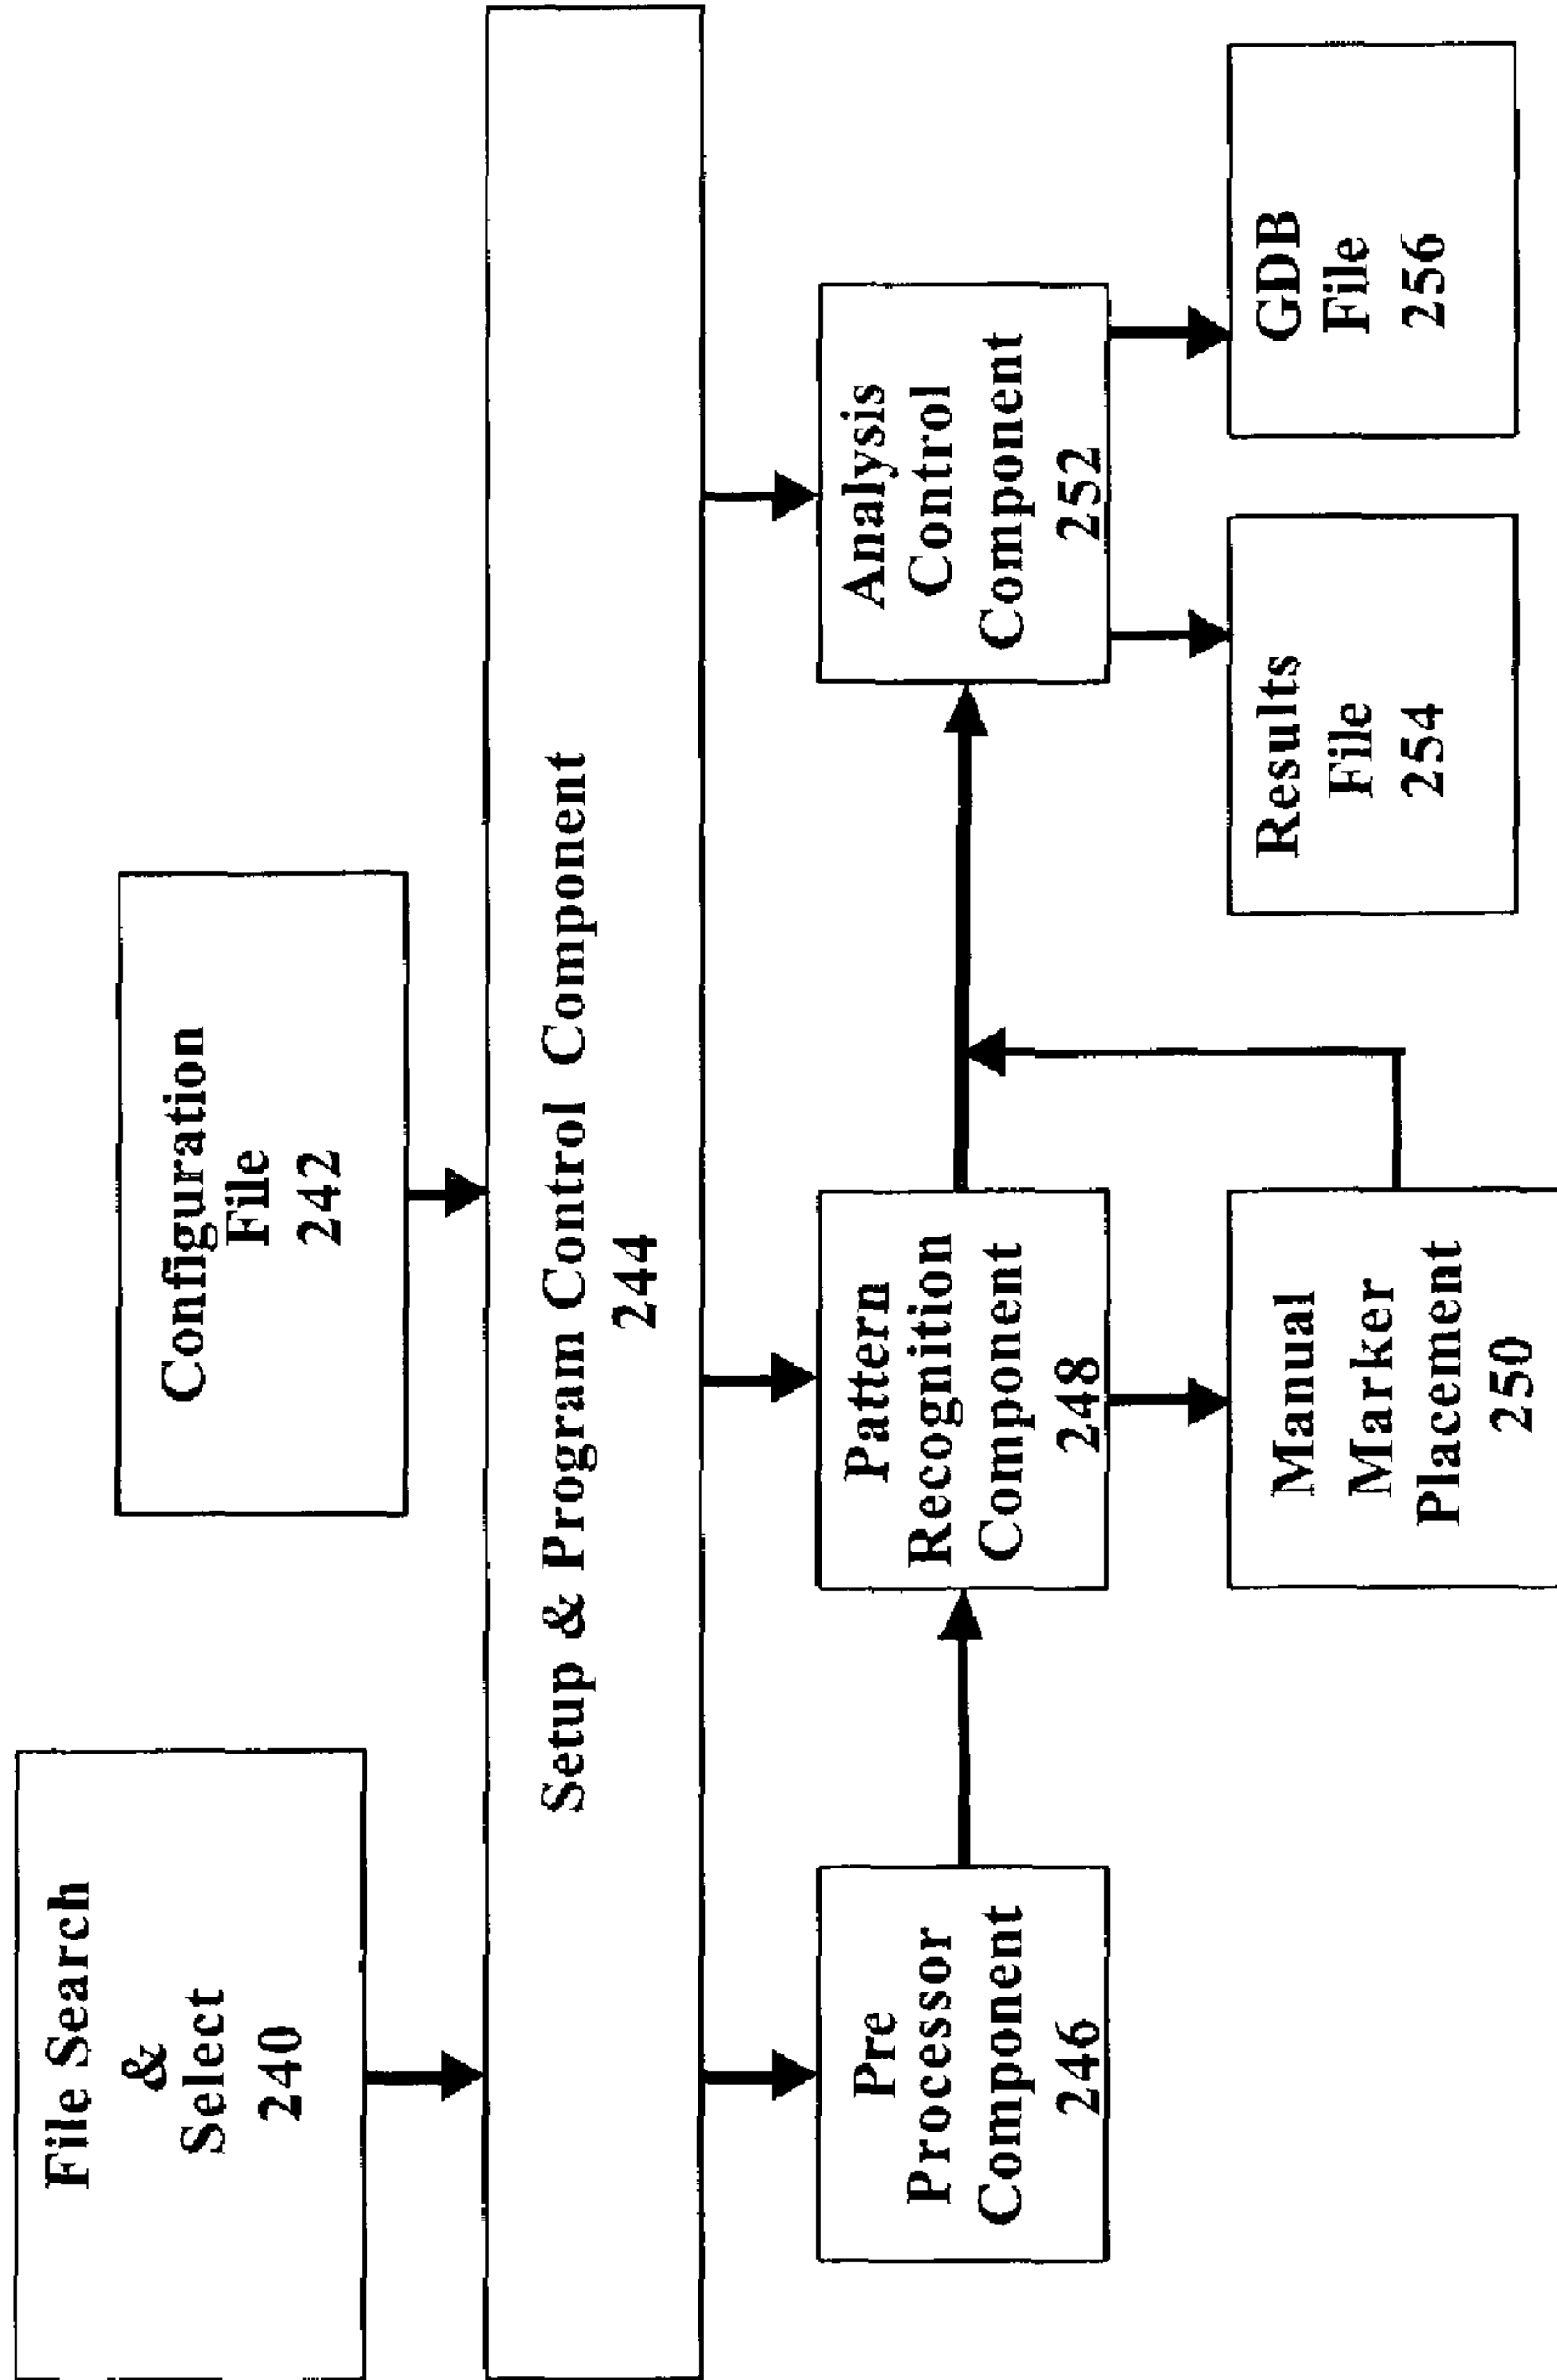 File Search
&
Select
240
Configuration
File
242
Setup & Program Control Component
244
Pre
Processor
Component
246
Pattern
Recognition
Component
248
Analysis
Control
Component
252
Manual
Marker
Placement
250
Results
File
254
GDB
File
256